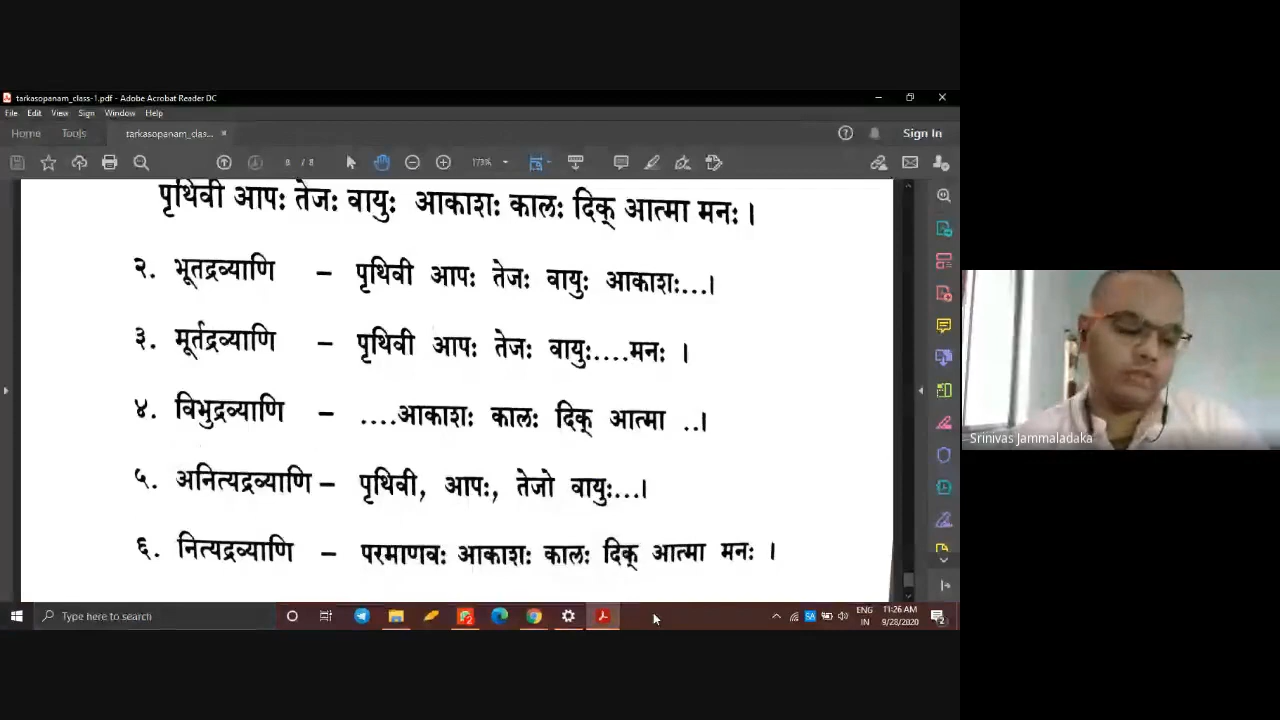 tarkasopanam_class-1.pdf - Adobe Acrobat Reader DC
File Edit View Sign Window Help
Home Tools tarkasopanam_clas... × Sign In
8 / 8 173%
पृथिवी आपः तेजः वायुः आकाशः कालः दिक् आत्मा मनः।
२. भूतद्रव्याणि – पृथिवी आपः तेजः वायुः आकाशः...।
३. मूर्तद्रव्याणि – पृथिवी आपः तेजः वायुः....मनः ।
४. विभुद्रव्याणि – ....आकाशः कालः दिक् आत्मा ..।
५. अनित्यद्रव्याणि – पृथिवी, आपः, तेजो वायुः...।
६. नित्यद्रव्याणि – परमाणवः आकाशः कालः दिक् आत्मा मनः ।
Srinivas Jammaladaka
Type here to search
SA
ENG
IN
11:26 AM
9/28/2020
2